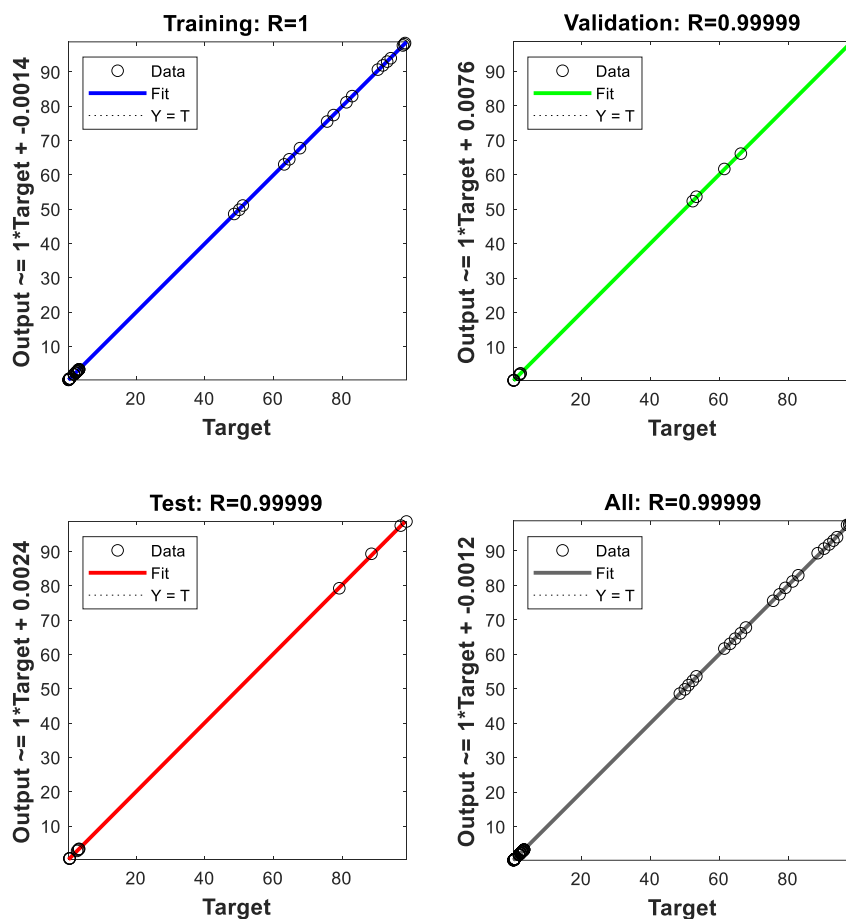 Training: R=1
Output ~= 1*Target + -0.0014
Data
Fit
Y = T
90
80
70
60
50
40
30
20
10
20
40
60
80
Target
Validation: R=0.99999
Output ~= 1*Target + 0.0076
Data
Fit
Y = T
90
80
70
60
50
40
30
20
10
20
40
60
80
Target
Test: R=0.99999
Output ~= 1*Target + 0.0024
Data
Fit
Y = T
90
80
70
60
50
40
30
20
10
20
40
60
80
Target
All: R=0.99999
Output ~= 1*Target + -0.0012
Data
Fit
Y = T
90
80
70
60
50
40
30
20
10
20
40
60
80
Target